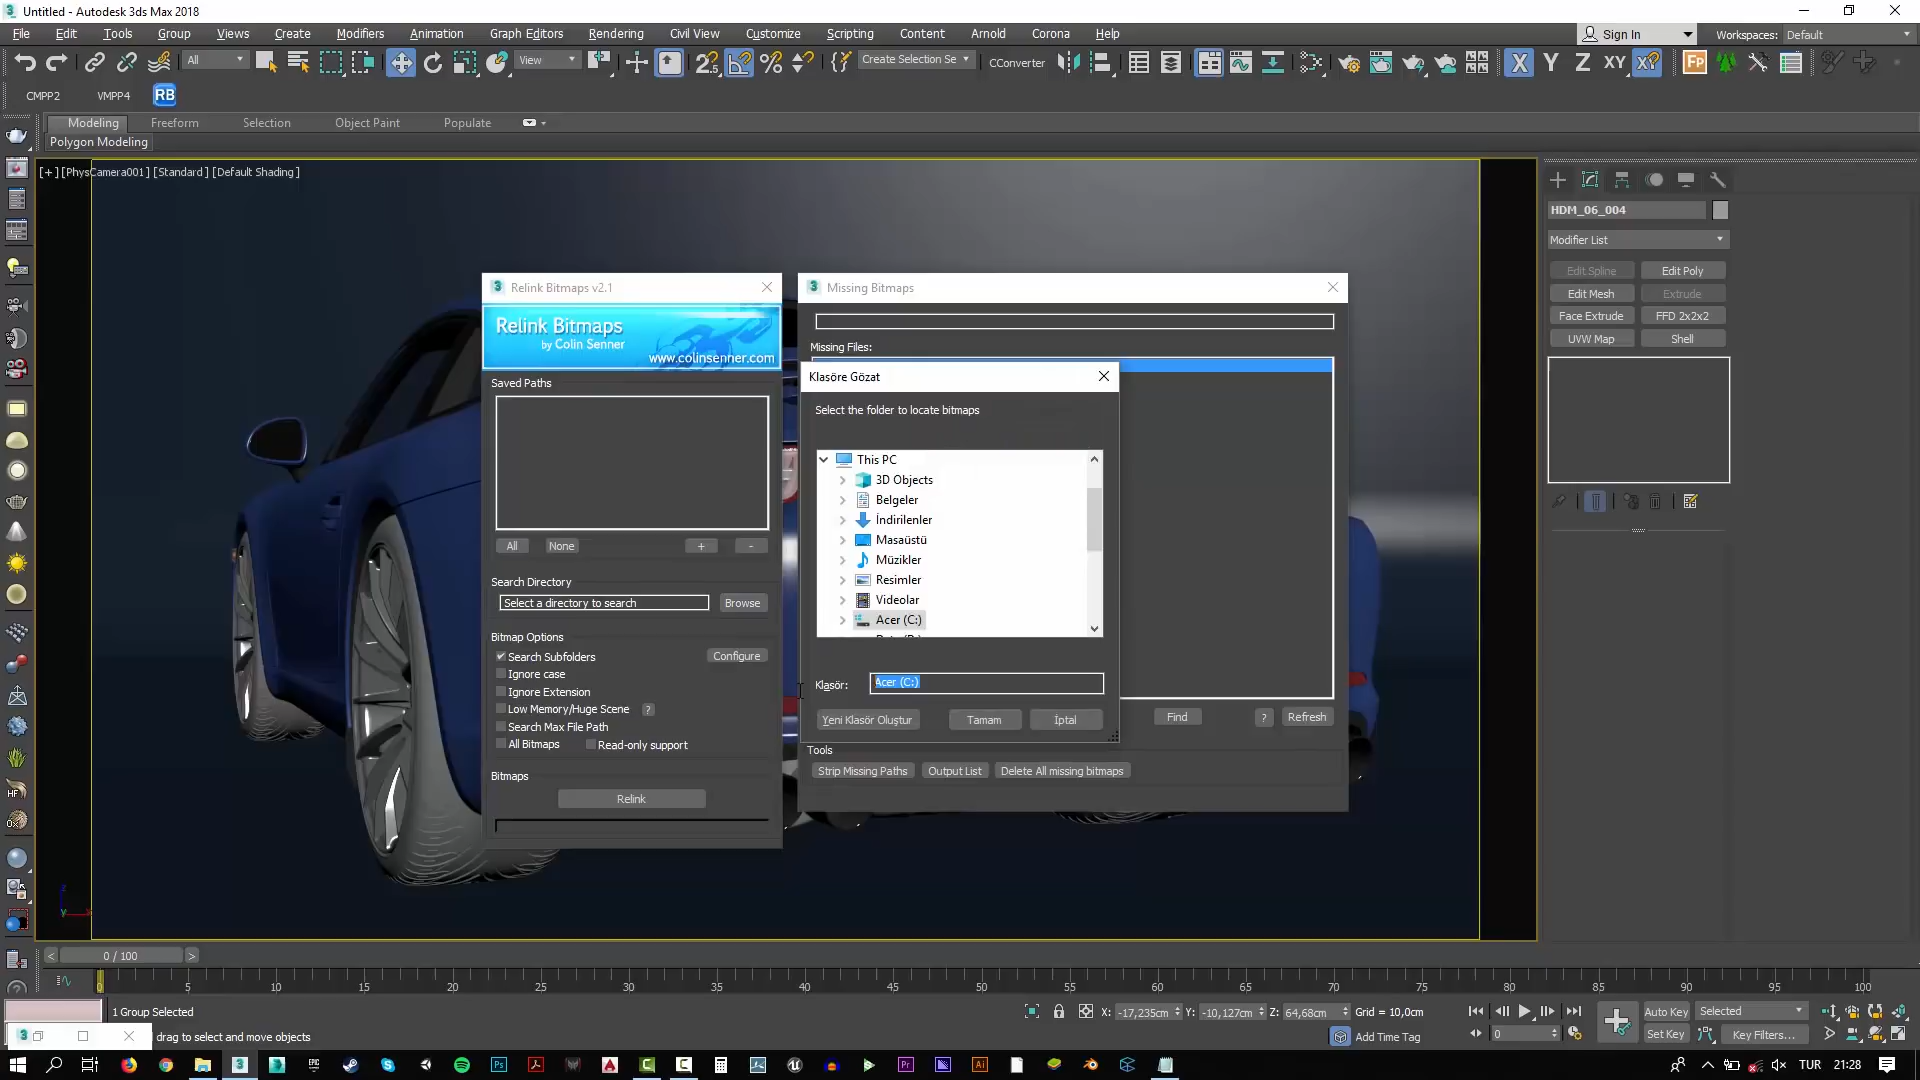 Untitled - Autodesk 3ds Max 2018
File Edit Tools Group Views Create Modifiers Animation Graph Editors Rendering Civil View Customize Scripting Content Arnold Corona Help
Sign In
Workspaces: Default
All
View
Create Selection Se
CConverter
X Y Z XY
CMPP2 VMPP4 RB
Modeling Freeform Selection Object Paint Populate
Polygon Modeling
[+] [PhysCamera001] [Standard] [Default Shading]
HDM_06_004
Modifier List
Edit Spline Edit Poly
Edit Mesh Extrude
Face Extrude FFD 2x2x2
UVW Map Shell
Relink Bitmaps v2.1
Relink Bitmaps
by Colin Senner
www.colinsenner.com
Saved Paths
All None + -
Search Directory
Select a directory to search Browse
Bitmap Options
Search Subfolders Configure
Ignore case
Ignore Extension
Low Memory/Huge Scene ?
Search Max File Path
All Bitmaps Read-only support
Bitmaps
Relink
Missing Bitmaps
Missing Files:
Klasöre Gözat
Select the folder to locate bitmaps
This PC
3D Objects
Belgeler
İndirilenler
Masaüstü
Müzikler
Resimler
Videolar
Acer (C:)
Klasör: Acer (C:)
Yeni Klasör Oluştur Tamam İptal
Find ? Refresh
Tools
Strip Missing Paths Output List Delete All missing bitmaps
< 0 / 100 >
0 5 10 15 20 25 30 35 40 45 50 55 60 65 70 75 80 85 90 95 100
1 Group Selected
drag to select and move objects
X: -17,235cm Y: -10,127cm Z: 64,68cm Grid = 10,0cm
Add Time Tag
0
Auto Key Selected
Set Key Key Filters...
TUR 21:28